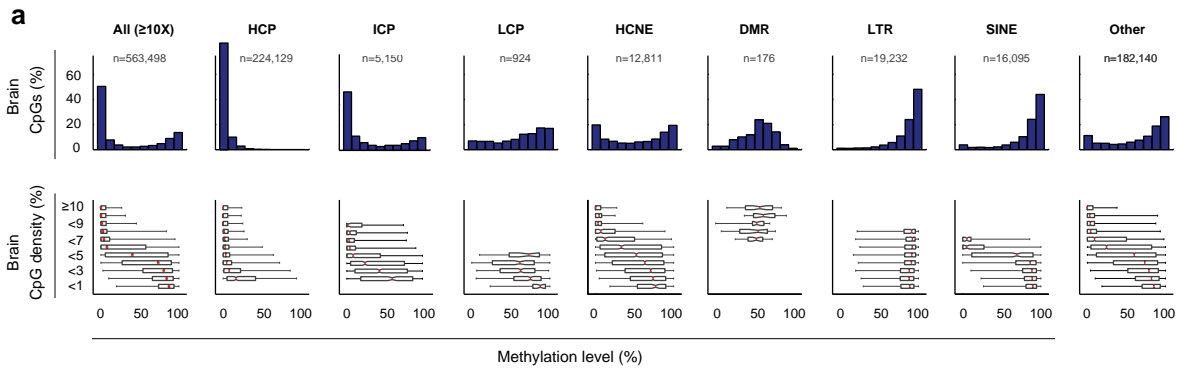 a
All (≥10X) HCP ICP LCP HCNE DMR LTR SINE Other
n=563,498 n=224,129 n=5,150 n=924 n=12,811 n=176 n=19,232 n=16,095 n=182,140
Brain
CpGs (%)
60
40
20
0
Brain
CpG density (%)
≥10
<9
<7
<5
<3
<1
0 50 100 0 50 100 0 50 100 0 50 100 0 50 100 0 50 100 0 50 100 0 50 100 0 50 100
Methylation level (%)